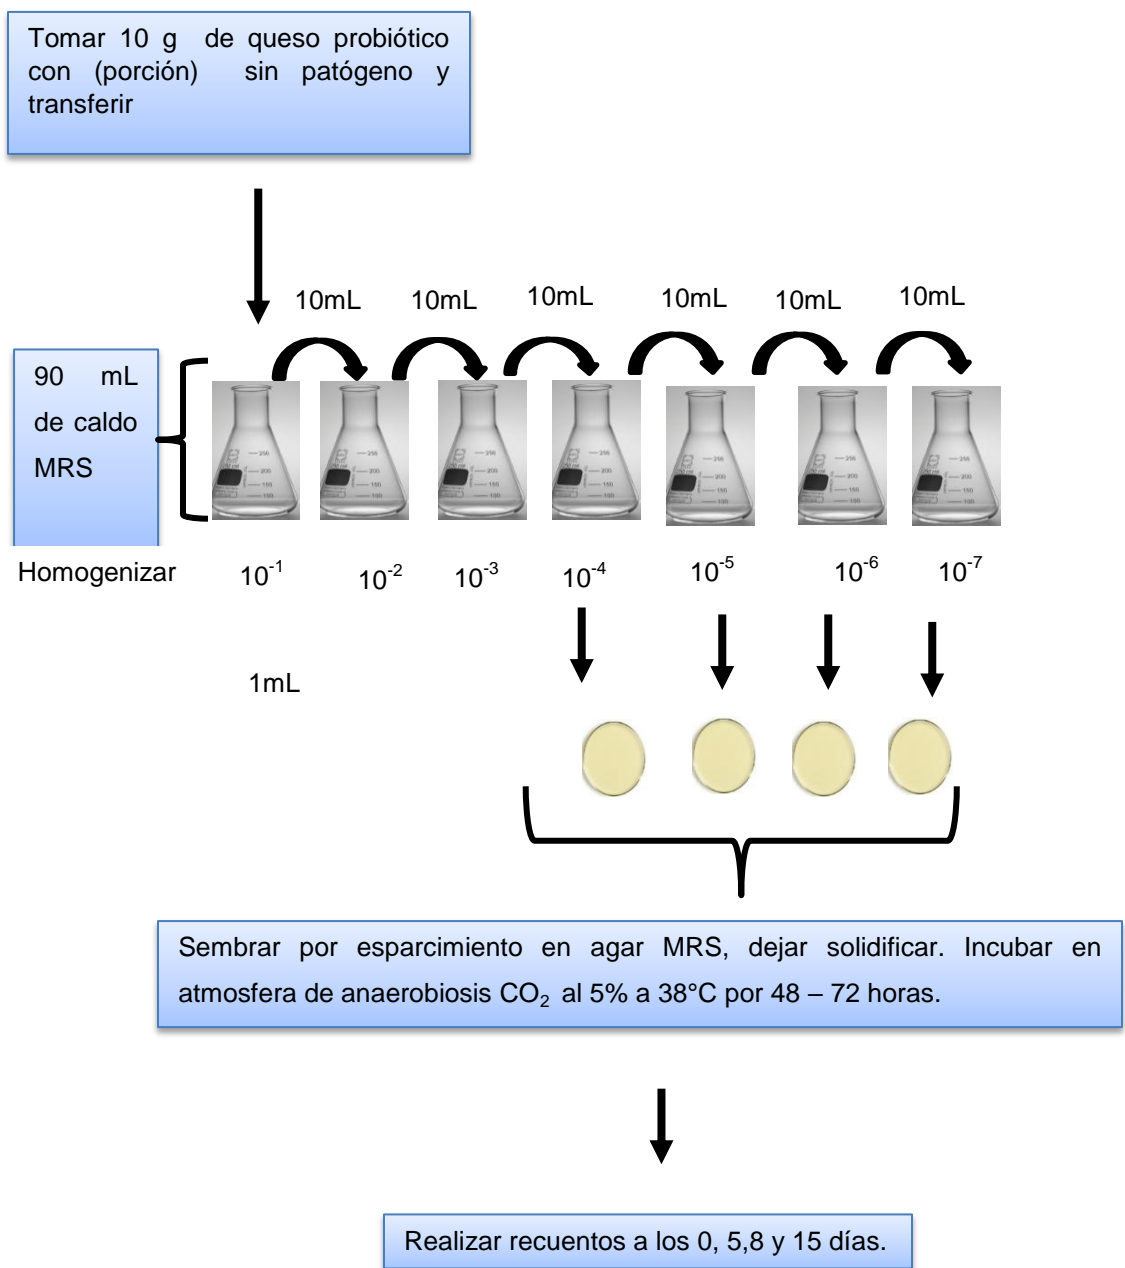 Tomar 10 g de queso probiótico
con (porción) sin patógeno y
transferir
10mL 10mL 10mL 10mL 10mL 10mL
90 mL
de caldo
MRS
Homogenizar 10⁻¹ 10⁻² 10⁻³ 10⁻⁴ 10⁻⁵ 10⁻⁶ 10⁻⁷
1mL
Sembrar por esparcimiento en agar MRS, dejar solidificar. Incubar en
atmosfera de anaerobiosis CO₂ al 5% a 38°C por 48 – 72 horas.
Realizar recuentos a los 0, 5,8 y 15 días.